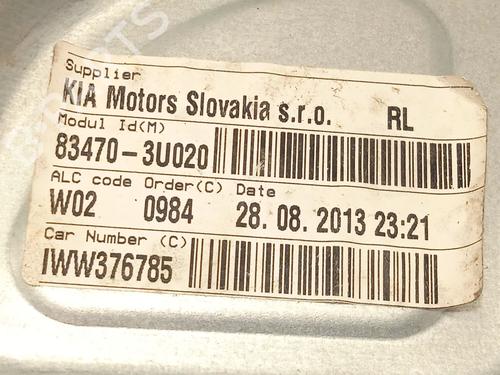 Supplier
KIA Motors Slovakia s.r.o. RL
Modul Id(M)
83470-3U020
ALC code Order(C) Date
W02 0984 28.08.2013 23:21
Car Number (C)
IWW376785